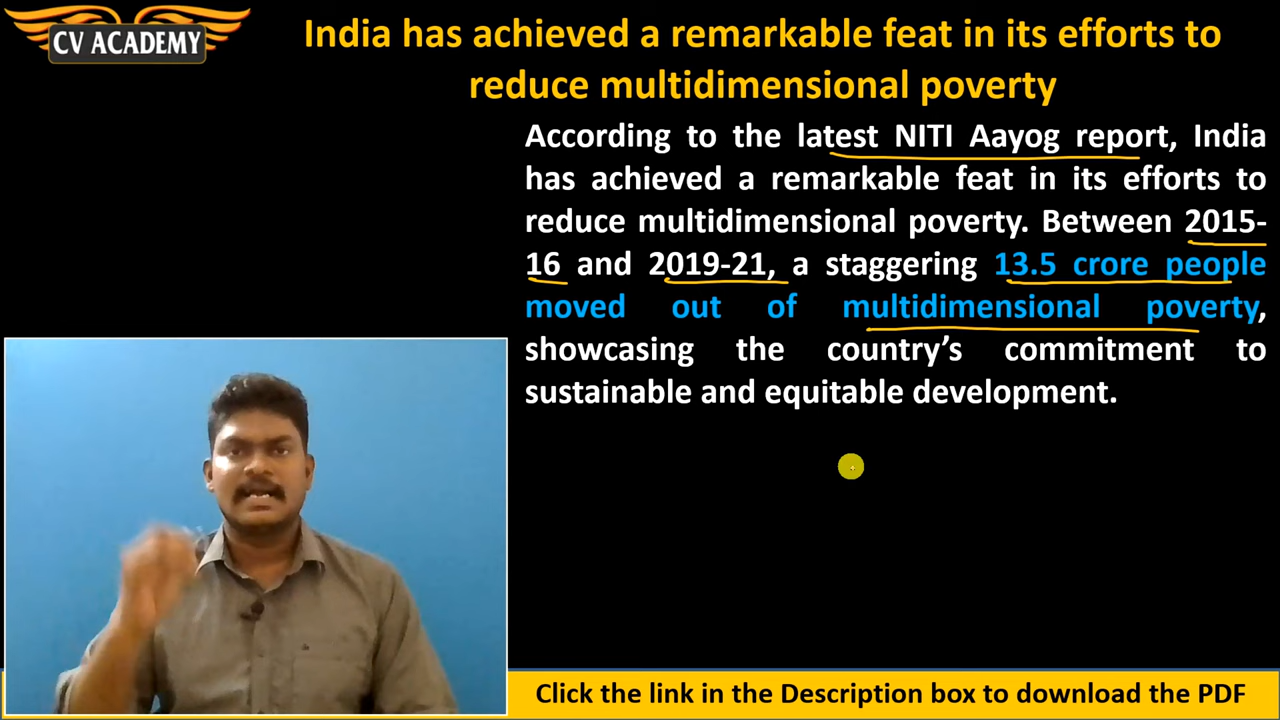 CV ACADEMY
India has achieved a remarkable feat in its efforts to
reduce multidimensional poverty
According to the latest NITI Aayog report, India
has achieved a remarkable feat in its efforts to
reduce multidimensional poverty. Between 2015-
16 and 2019-21, a staggering 13.5 crore people
moved out of multidimensional poverty,
showcasing the country’s commitment to
sustainable and equitable development.
Click the link in the Description box to download the PDF